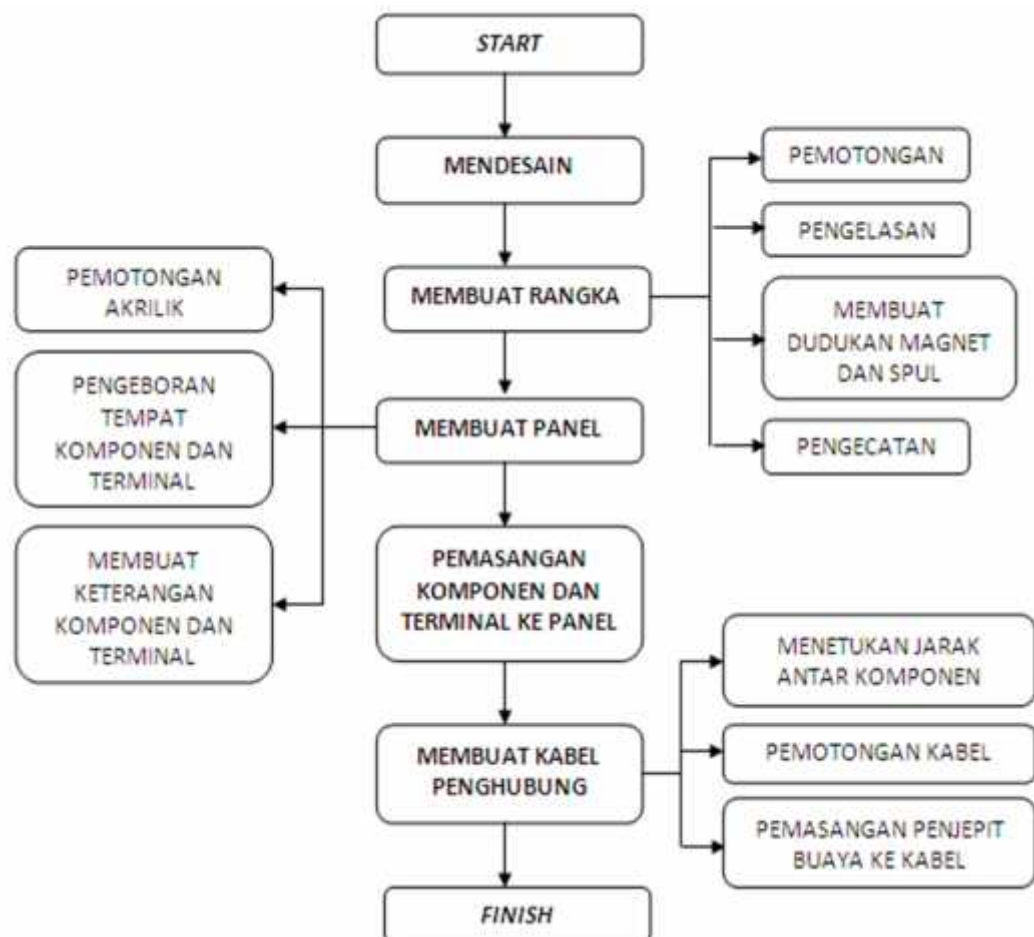 START
MENDESAIN
MEMBUAT RANGKA
PEMOTONGAN
PENGELASAN
MEMBUAT
DUDUKAN MAGNET
DAN SPUL
PENGECATAN
MEMBUAT PANEL
PEMOTONGAN
AKRILIK
PENGEBORAN
TEMPAT
KOMPONEN DAN
TERMINAL
MEMBUAT
KETERANGAN
KOMPONEN DAN
TERMINAL
PEMASANGAN
KOMPONEN DAN
TERMINAL KE PANEL
MEMBUAT KABEL
PENGHUBUNG
MENETUKAN JARAK
ANTAR KOMPONEN
PEMOTONGAN KABEL
PEMASANGAN PENJEPIT
BUAYA KE KABEL
FINISH